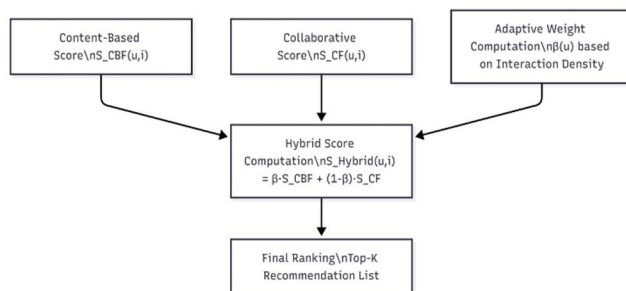 Content-Based
Score\nS_CBF(u,i)
Collaborative
Score\nS_CF(u,i)
Adaptive Weight
Computation\nβ(u) based
on Interaction Density
Hybrid Score
Computation\nS_Hybrid(u,i)
= β·S_CBF + (1-β)·S_CF
Final Ranking\nTop-K
Recommendation List